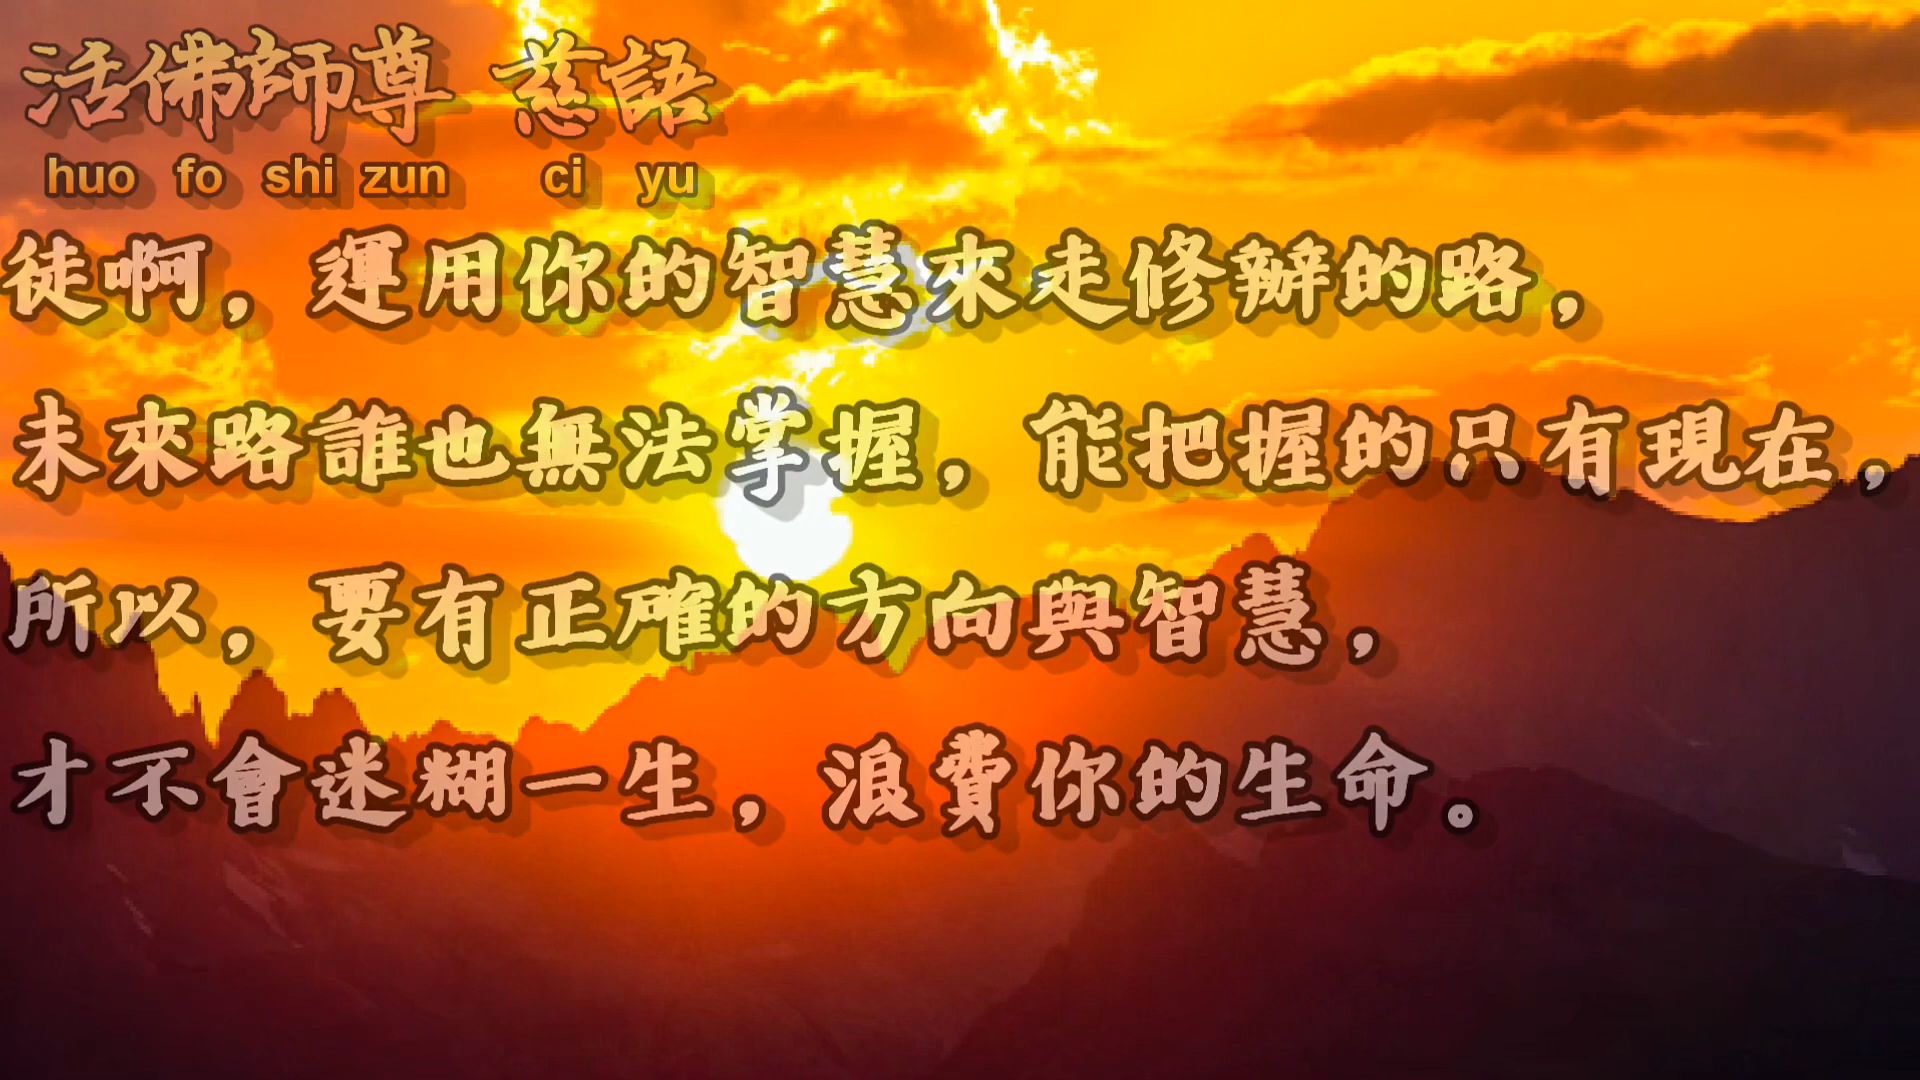 活佛師尊 慈語
huo fo shi zun ci yu
徒啊，運用你的智慧來走修辦的路，
未來路誰也無法掌握，能把握的只有現在，
所以，要有正確的方向與智慧，
才不會迷糊一生，浪費你的生命。